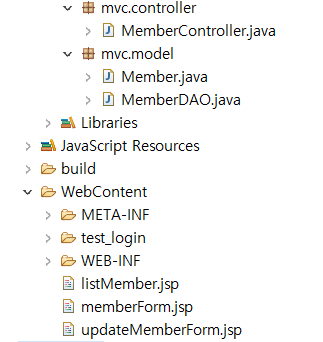 mvc.controller
MemberController.java
mvc.model
Member.java
MemberDAO.java
Libraries
JavaScript Resources
build
WebContent
META-INF
test_login
WEB-INF
listMember.jsp
memberForm.jsp
updateMemberForm.jsp